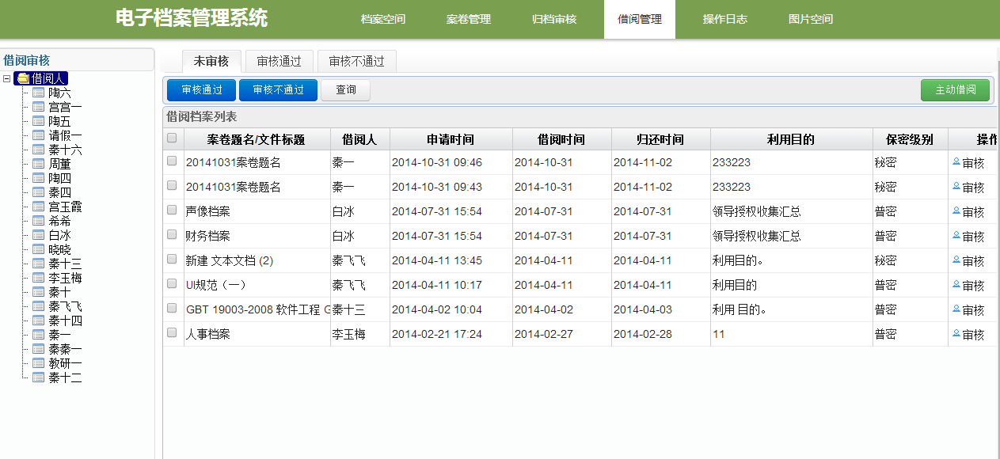 电子档案管理系统 档案空间 案卷管理 归档审核 借阅管理 操作日志 图片空间
借阅审核
借阅人
陶六
宫宫一
陶五
请假一
秦十六
周董
陶四
秦四
宫玉霞
希希
白冰
晓晓
秦十三
李玉梅
秦十
秦飞飞
秦十四
秦一
秦秦一
教研一
秦十二
未审核 审核通过 审核不通过
审核通过 审核不通过 查询 主动借阅
借阅档案列表
案卷题名/文件标题 借阅人 申请时间 借阅时间 归还时间 利用目的 保密级别 操作
20141031案卷题名 秦一 2014-10-31 09:46 2014-10-31 2014-11-02 233223 秘密 审核
20141031案卷题名 秦一 2014-10-31 09:43 2014-10-31 2014-11-02 233223 秘密 审核
声像档案 白冰 2014-07-31 15:54 2014-07-31 2014-07-31 领导授权收集汇总 普密 审核
财务档案 白冰 2014-07-31 15:54 2014-07-31 2014-07-31 领导授权收集汇总 普密 审核
新建 文本文档 (2) 秦飞飞 2014-04-11 13:45 2014-04-11 2014-04-11 利用目的。 秘密 审核
UI规范（一） 秦飞飞 2014-04-11 10:17 2014-04-11 2014-04-11 利用目的 普密 审核
GBT 19003-2008 软件工程 G 秦十三 2014-04-02 10:04 2014-04-02 2014-04-03 利用 目的。 普密 审核
人事档案 李玉梅 2014-02-21 17:24 2014-02-27 2014-02-28 11 普密 审核